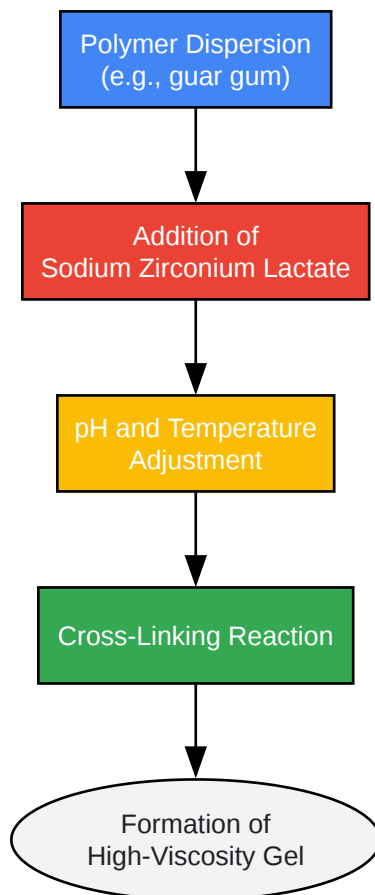 Polymer Dispersion
(e.g., guar gum)
Addition of
Sodium Zirconium Lactate
pH and Temperature
Adjustment
Cross-Linking Reaction
Formation of
High-Viscosity Gel